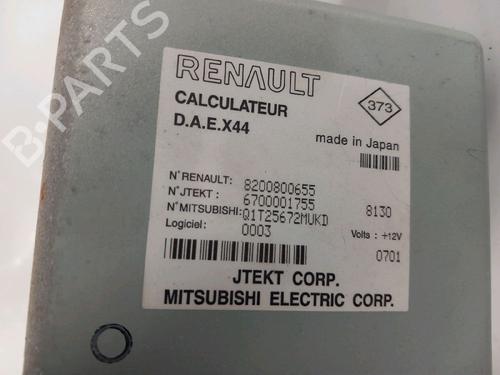 RENAULT
CALCULATEUR
D.A.E.X44
373
made in Japan
N°RENAULT: 8200800655
N°JTEKT: 6700001755
N°MITSUBISHI: Q1T25672MUKD 8130
Logiciel: 0003 Volts : +12V
0701
JTEKT CORP.
MITSUBISHI ELECTRIC CORP.
B-PARTS